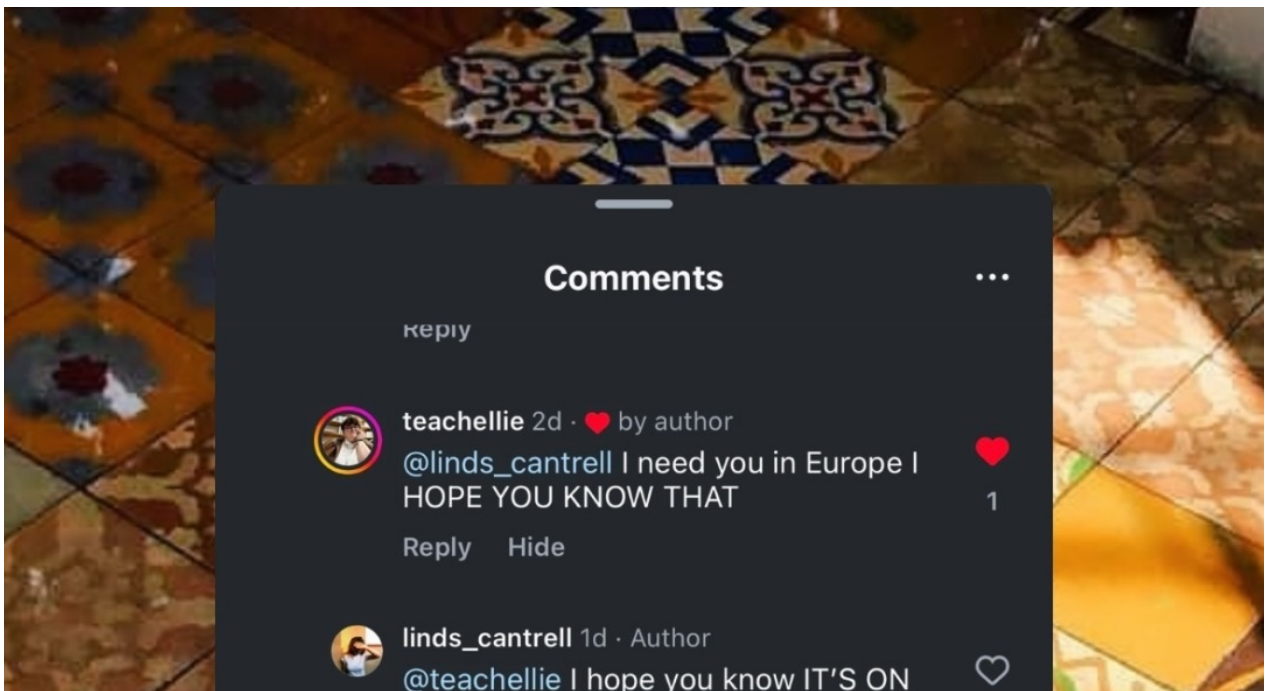 Comments
Reply
teachellie 2d · ❤️ by author
@linds_cantrell I need you in Europe I
HOPE YOU KNOW THAT
1
Reply Hide
linds_cantrell 1d · Author
@teachellie I hope you know IT'S ON